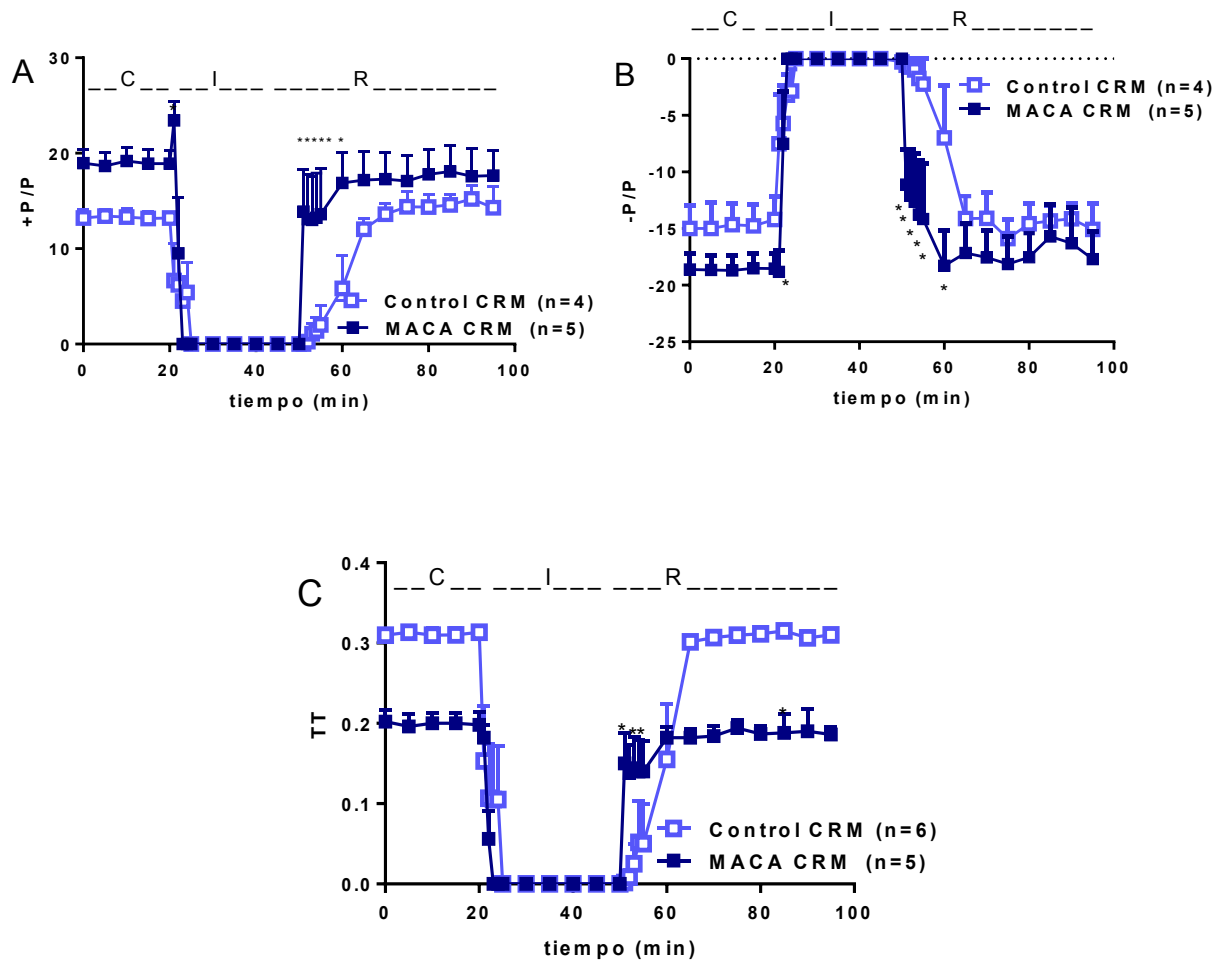 A
__C__ __I___ _____R_________
30
20
10
0
+P/P
* ***** *
Control CRM (n=4)
MACA CRM (n=5)
0 20 40 60 80 100
tiempo (min)
B
__C_ ____I___ ____R_________
0
-5
-10
-15
-20
-25
-P/P
Control CRM (n=4)
MACA CRM (n=5)
* * * * * * *
0 20 40 60 80 100
tiempo (min)
C
__C__ ___I___ ___R_________
0.4
0.3
0.2
0.1
0.0
TT
* ** *
Control CRM (n=6)
MACA CRM (n=5)
0 20 40 60 80 100
tiempo (min)